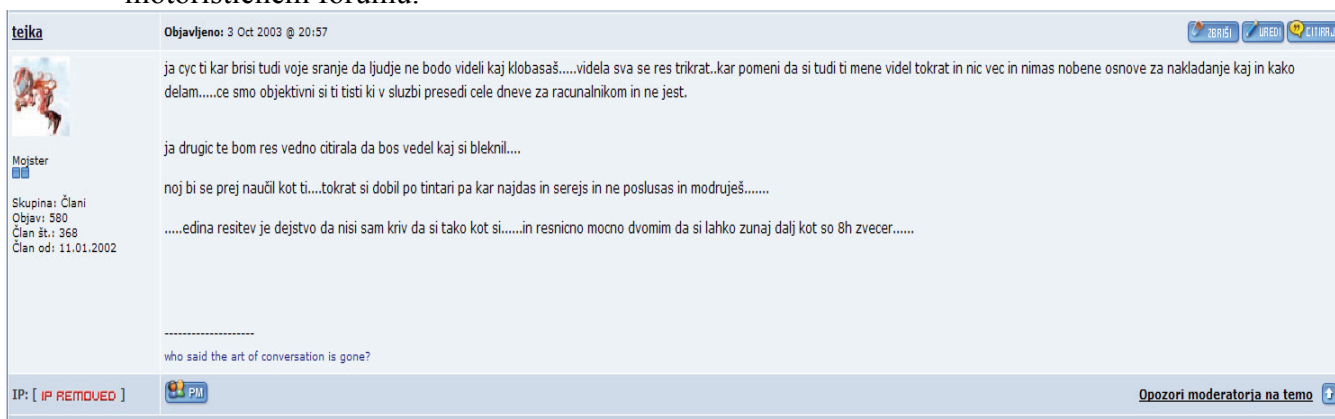 motorističnem forumu.
tejka
Objavljeno: 3 Oct 2003 @ 20:57
ZBRIŠI UREDI CITIRAJ
ja cyc ti kar brisi tudi voje sranje da ljudje ne bodo videli kaj klobasaš.....videla sva se res trikrat..kar pomeni da si tudi ti mene videl tokrat in nic vec in nimas nobene osnove za nakladanje kaj in kako
delam.....ce smo objektivni si ti tisti ki v sluzbi presedi cele dneve za racunalnikom in ne jest.
ja drugic te bom res vedno citirala da bos vedel kaj si bleknil....
noj bi se prej naučil kot ti....tokrat si dobil po tintari pa kar najdas in serejs in ne poslusas in modruješ.......
.....edina resitev je dejstvo da nisi sam kriv da si tako kot si......in resnicno mocno dvomim da si lahko zunaj dalj kot so 8h zvecer......
Mojster
Skupina: Člani
Objav: 580
Član št.: 368
Član od: 11.01.2002
--------------------
who said the art of conversation is gone?
IP: [ IP REMOVED ]
PM
Opozori moderatorja na temo